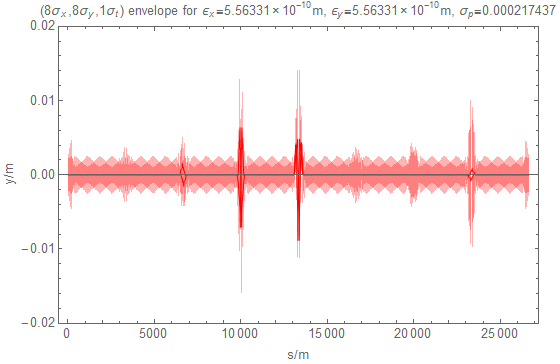 (8σx,8σy,1σt) envelope for ϵx=5.56331×10⁻¹⁰m, ϵy=5.56331×10⁻¹⁰m, σp=0.000217437
0.02
0.01
0.00
-0.01
-0.02
y/m
0 5000 10 000 15 000 20 000 25 000
s/m